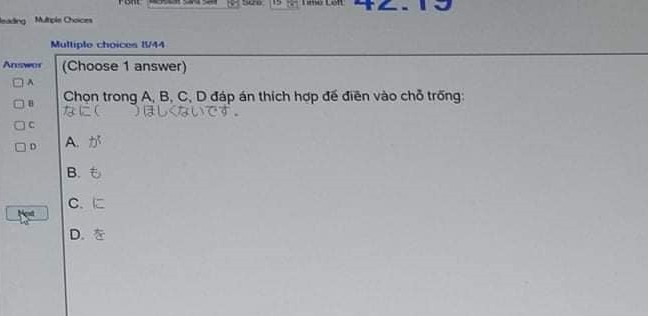 Font: Microsoft Sans Serif Size: 15 Time Left: 42:19
Reading Multiple Choices
Multiple choices 8/44
Answer
(Choose 1 answer)
A
B
C
D
Next
Chọn trong A, B, C, D đáp án thích hợp để điền vào chỗ trống:
なに( )ほしくないです.
A. が
B. も
C. に
D. を